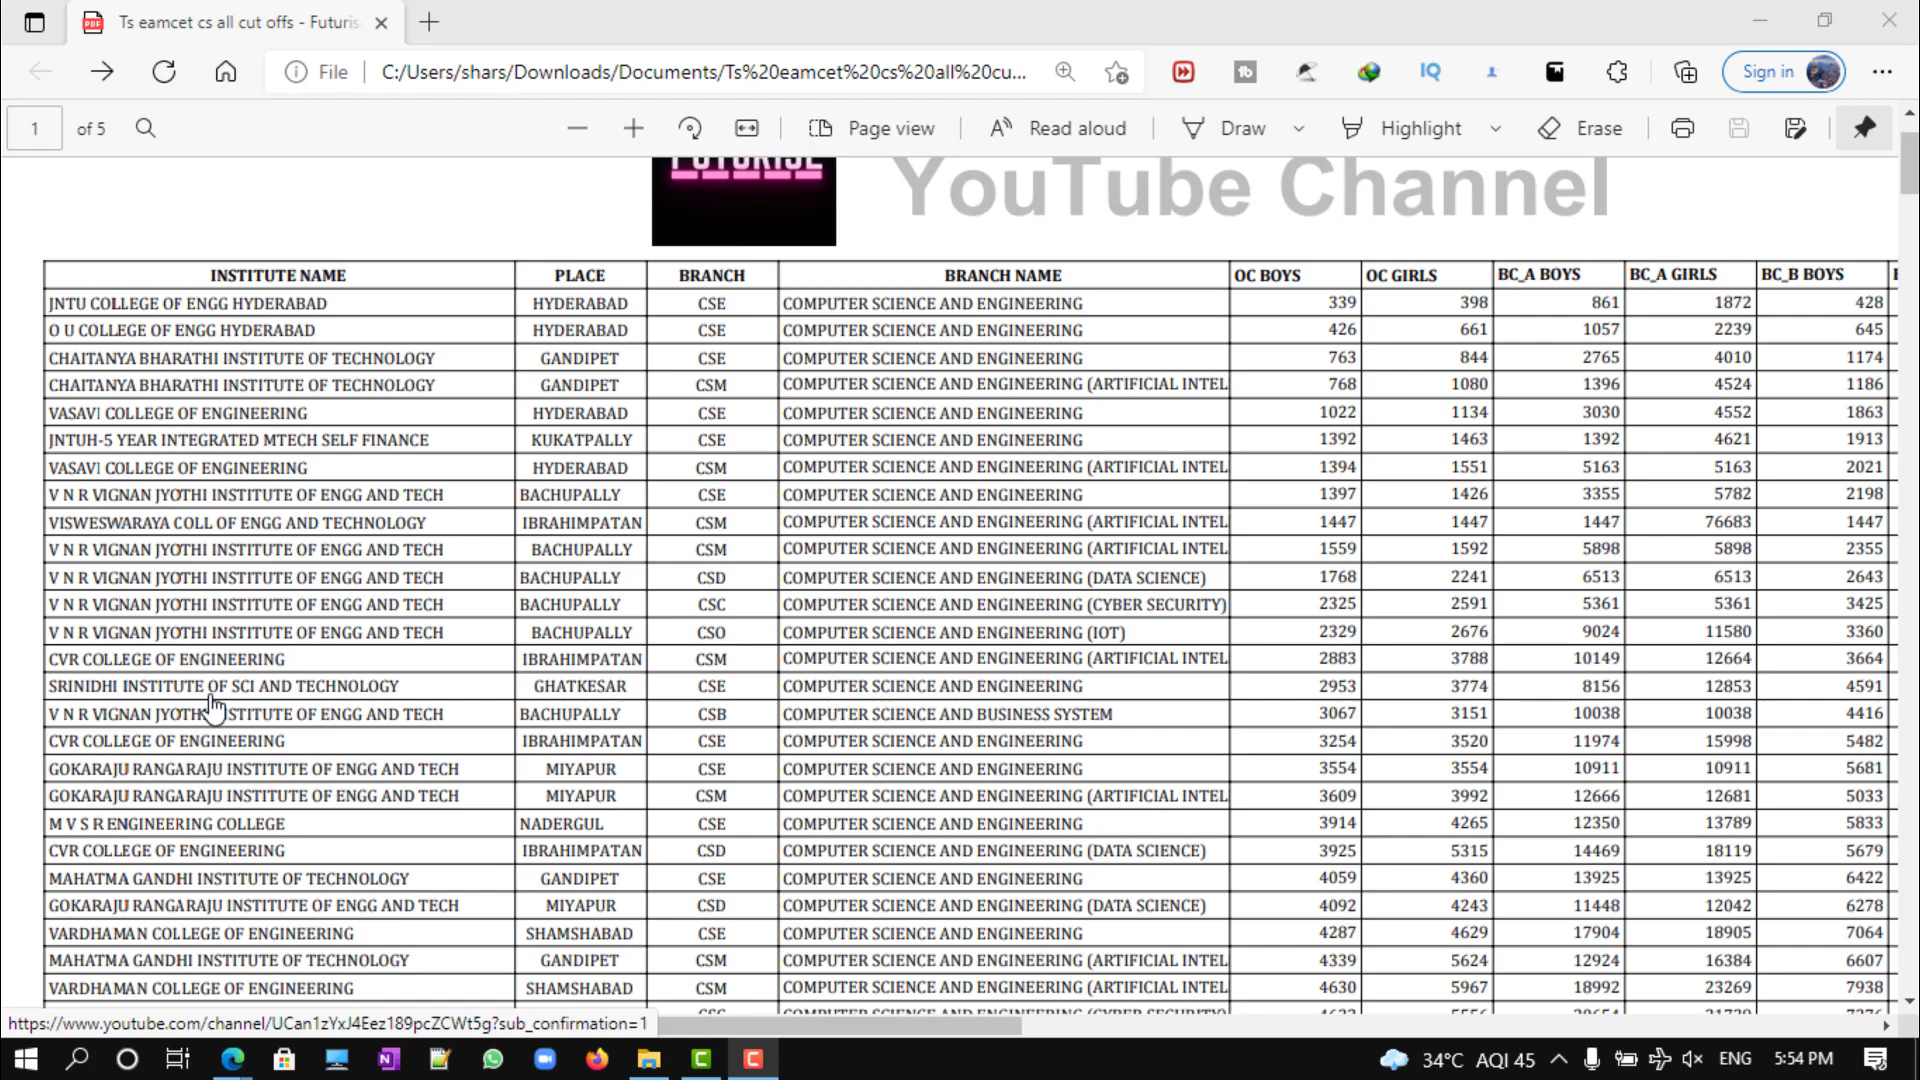 Ts eamcet cs all cut offs - Futuris
File C:/Users/shars/Downloads/Documents/Ts%20eamcet%20cs%20all%20cu... Sign in
1 of 5 Page view Read aloud Draw Highlight Erase
FUTURISE YouTube Channel
INSTITUTE NAME PLACE BRANCH BRANCH NAME OC BOYS OC GIRLS BC_A BOYS BC_A GIRLS BC_B BOYS
JNTU COLLEGE OF ENGG HYDERABAD HYDERABAD CSE COMPUTER SCIENCE AND ENGINEERING 339 398 861 1872 428
O U COLLEGE OF ENGG HYDERABAD HYDERABAD CSE COMPUTER SCIENCE AND ENGINEERING 426 661 1057 2239 645
CHAITANYA BHARATHI INSTITUTE OF TECHNOLOGY GANDIPET CSE COMPUTER SCIENCE AND ENGINEERING 763 844 2765 4010 1174
CHAITANYA BHARATHI INSTITUTE OF TECHNOLOGY GANDIPET CSM COMPUTER SCIENCE AND ENGINEERING (ARTIFICIAL INTEL 768 1080 1396 4524 1186
VASAVI COLLEGE OF ENGINEERING HYDERABAD CSE COMPUTER SCIENCE AND ENGINEERING 1022 1134 3030 4552 1863
JNTUH-5 YEAR INTEGRATED MTECH SELF FINANCE KUKATPALLY CSE COMPUTER SCIENCE AND ENGINEERING 1392 1463 1392 4621 1913
VASAVI COLLEGE OF ENGINEERING HYDERABAD CSM COMPUTER SCIENCE AND ENGINEERING (ARTIFICIAL INTEL 1394 1551 5163 5163 2021
V N R VIGNAN JYOTHI INSTITUTE OF ENGG AND TECH BACHUPALLY CSE COMPUTER SCIENCE AND ENGINEERING 1397 1426 3355 5782 2198
VISWESWARAYA COLL OF ENGG AND TECHNOLOGY IBRAHIMPATAN CSM COMPUTER SCIENCE AND ENGINEERING (ARTIFICIAL INTEL 1447 1447 1447 76683 1447
V N R VIGNAN JYOTHI INSTITUTE OF ENGG AND TECH BACHUPALLY CSM COMPUTER SCIENCE AND ENGINEERING (ARTIFICIAL INTEL 1559 1592 5898 5898 2355
V N R VIGNAN JYOTHI INSTITUTE OF ENGG AND TECH BACHUPALLY CSD COMPUTER SCIENCE AND ENGINEERING (DATA SCIENCE) 1768 2241 6513 6513 2643
V N R VIGNAN JYOTHI INSTITUTE OF ENGG AND TECH BACHUPALLY CSC COMPUTER SCIENCE AND ENGINEERING (CYBER SECURITY) 2325 2591 5361 5361 3425
V N R VIGNAN JYOTHI INSTITUTE OF ENGG AND TECH BACHUPALLY CSO COMPUTER SCIENCE AND ENGINEERING (IOT) 2329 2676 9024 11580 3360
CVR COLLEGE OF ENGINEERING IBRAHIMPATAN CSM COMPUTER SCIENCE AND ENGINEERING (ARTIFICIAL INTEL 2883 3788 10149 12664 3664
SRINIDHI INSTITUTE OF SCI AND TECHNOLOGY GHATKESAR CSE COMPUTER SCIENCE AND ENGINEERING 2953 3774 8156 12853 4591
V N R VIGNAN JYOTHI INSTITUTE OF ENGG AND TECH BACHUPALLY CSB COMPUTER SCIENCE AND BUSINESS SYSTEM 3067 3151 10038 10038 4416
CVR COLLEGE OF ENGINEERING IBRAHIMPATAN CSE COMPUTER SCIENCE AND ENGINEERING 3254 3520 11974 15998 5482
GOKARAJU RANGARAJU INSTITUTE OF ENGG AND TECH MIYAPUR CSE COMPUTER SCIENCE AND ENGINEERING 3554 3554 10911 10911 5681
GOKARAJU RANGARAJU INSTITUTE OF ENGG AND TECH MIYAPUR CSM COMPUTER SCIENCE AND ENGINEERING (ARTIFICIAL INTEL 3609 3992 12666 12681 5033
M V S R ENGINEERING COLLEGE NADERGUL CSE COMPUTER SCIENCE AND ENGINEERING 3914 4265 12350 13789 5833
CVR COLLEGE OF ENGINEERING IBRAHIMPATAN CSD COMPUTER SCIENCE AND ENGINEERING (DATA SCIENCE) 3925 5315 14469 18119 5679
MAHATMA GANDHI INSTITUTE OF TECHNOLOGY GANDIPET CSE COMPUTER SCIENCE AND ENGINEERING 4059 4360 13925 13925 6422
GOKARAJU RANGARAJU INSTITUTE OF ENGG AND TECH MIYAPUR CSD COMPUTER SCIENCE AND ENGINEERING (DATA SCIENCE) 4092 4243 11448 12042 6278
VARDHAMAN COLLEGE OF ENGINEERING SHAMSHABAD CSE COMPUTER SCIENCE AND ENGINEERING 4287 4629 17904 18905 7064
MAHATMA GANDHI INSTITUTE OF TECHNOLOGY GANDIPET CSM COMPUTER SCIENCE AND ENGINEERING (ARTIFICIAL INTEL 4339 5624 12924 16384 6607
VARDHAMAN COLLEGE OF ENGINEERING SHAMSHABAD CSM COMPUTER SCIENCE AND ENGINEERING (ARTIFICIAL INTEL 4630 5967 18992 23269 7938
https://www.youtube.com/channel/UCan1zYxJ4Eez189pcZCWt5g?sub_confirmation=1
34°C AQI 45 ENG 5:54 PM